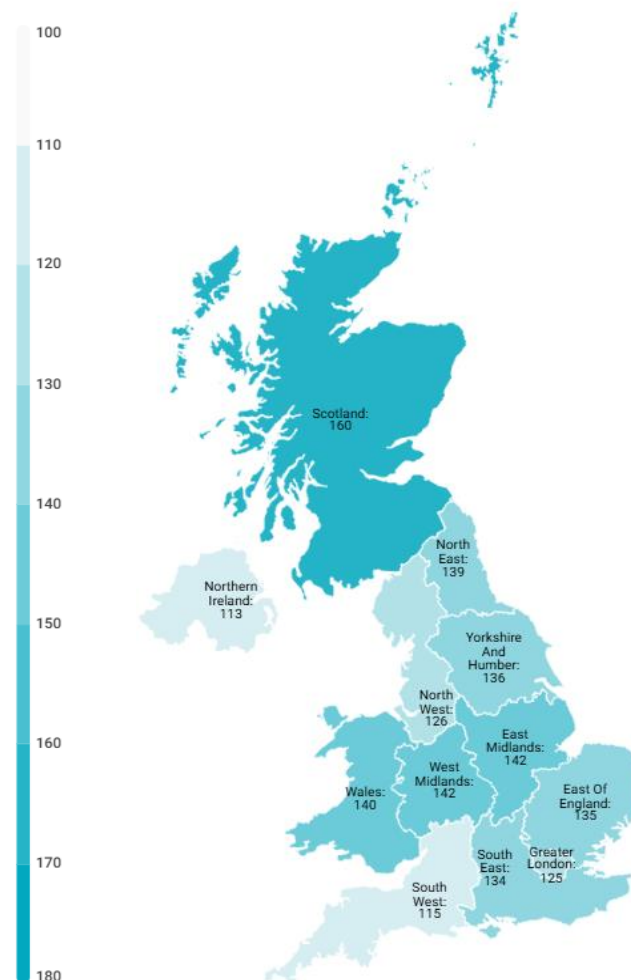 100
110
120
130
140
150
160
170
180
Scotland:
160
North
East:
139
Northern
Ireland:
113
Yorkshire
And
Humber:
136
North
West:
126
East
Midlands:
142
West
Midlands:
142
Wales:
140
East Of
England:
135
Greater
London:
125
South
East:
134
South
West:
115